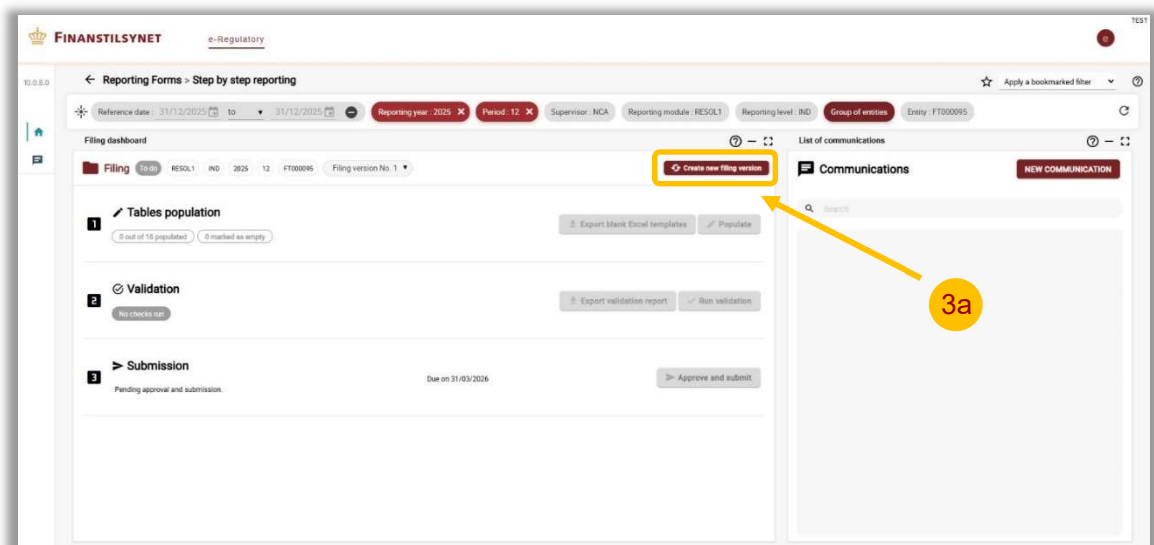 TEST
FINANSTILSYNET e-Regulatory e
10.0.8.0 ← Reporting Forms > Step by step reporting Apply a bookmarked filter
Reference date : 31/12/2025 to 31/12/2025 Reporting year : 2025 X Period : 12 X Supervisor : NCA Reporting module : RESOL1 Reporting level : IND Group of entities Entity : FT000095
Filing dashboard List of communications
Filing To do RESOL1 IND 2025 12 FT000095 Filing version No. 1 Create new filing version Communications NEW COMMUNICATION
Search
1 Tables population
0 out of 16 populated 0 marked as empty Export blank Excel templates Populate
2 Validation
No checks run Export validation report Run validation
3a
3 Submission
Pending approval and submission. Due on 31/03/2026 Approve and submit